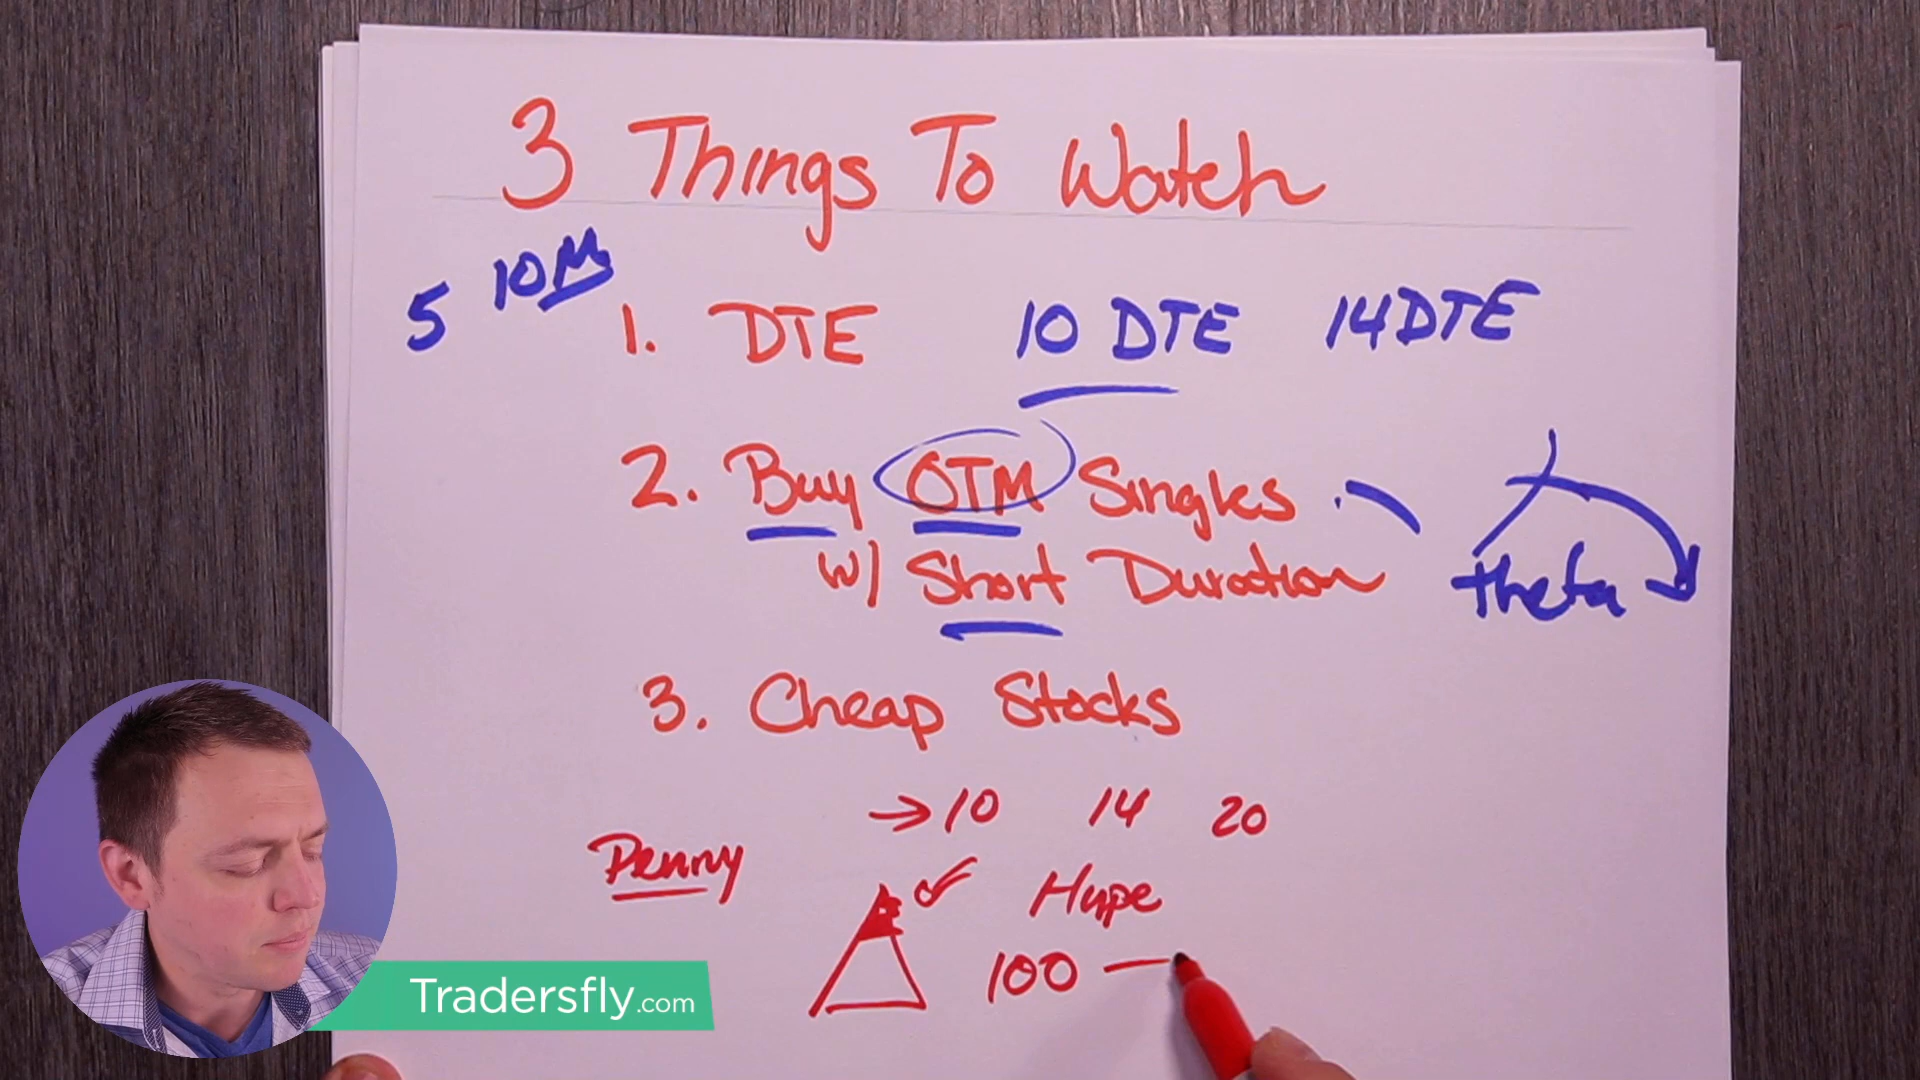 3 Things To Watch
5 10M
1. DTE 10 DTE 14DTE
2. Buy OTM Singles
w/ Short Duration
theta
3. Cheap Stocks
→10 14 20
Penny
Hype
100 —
Tradersfly.com